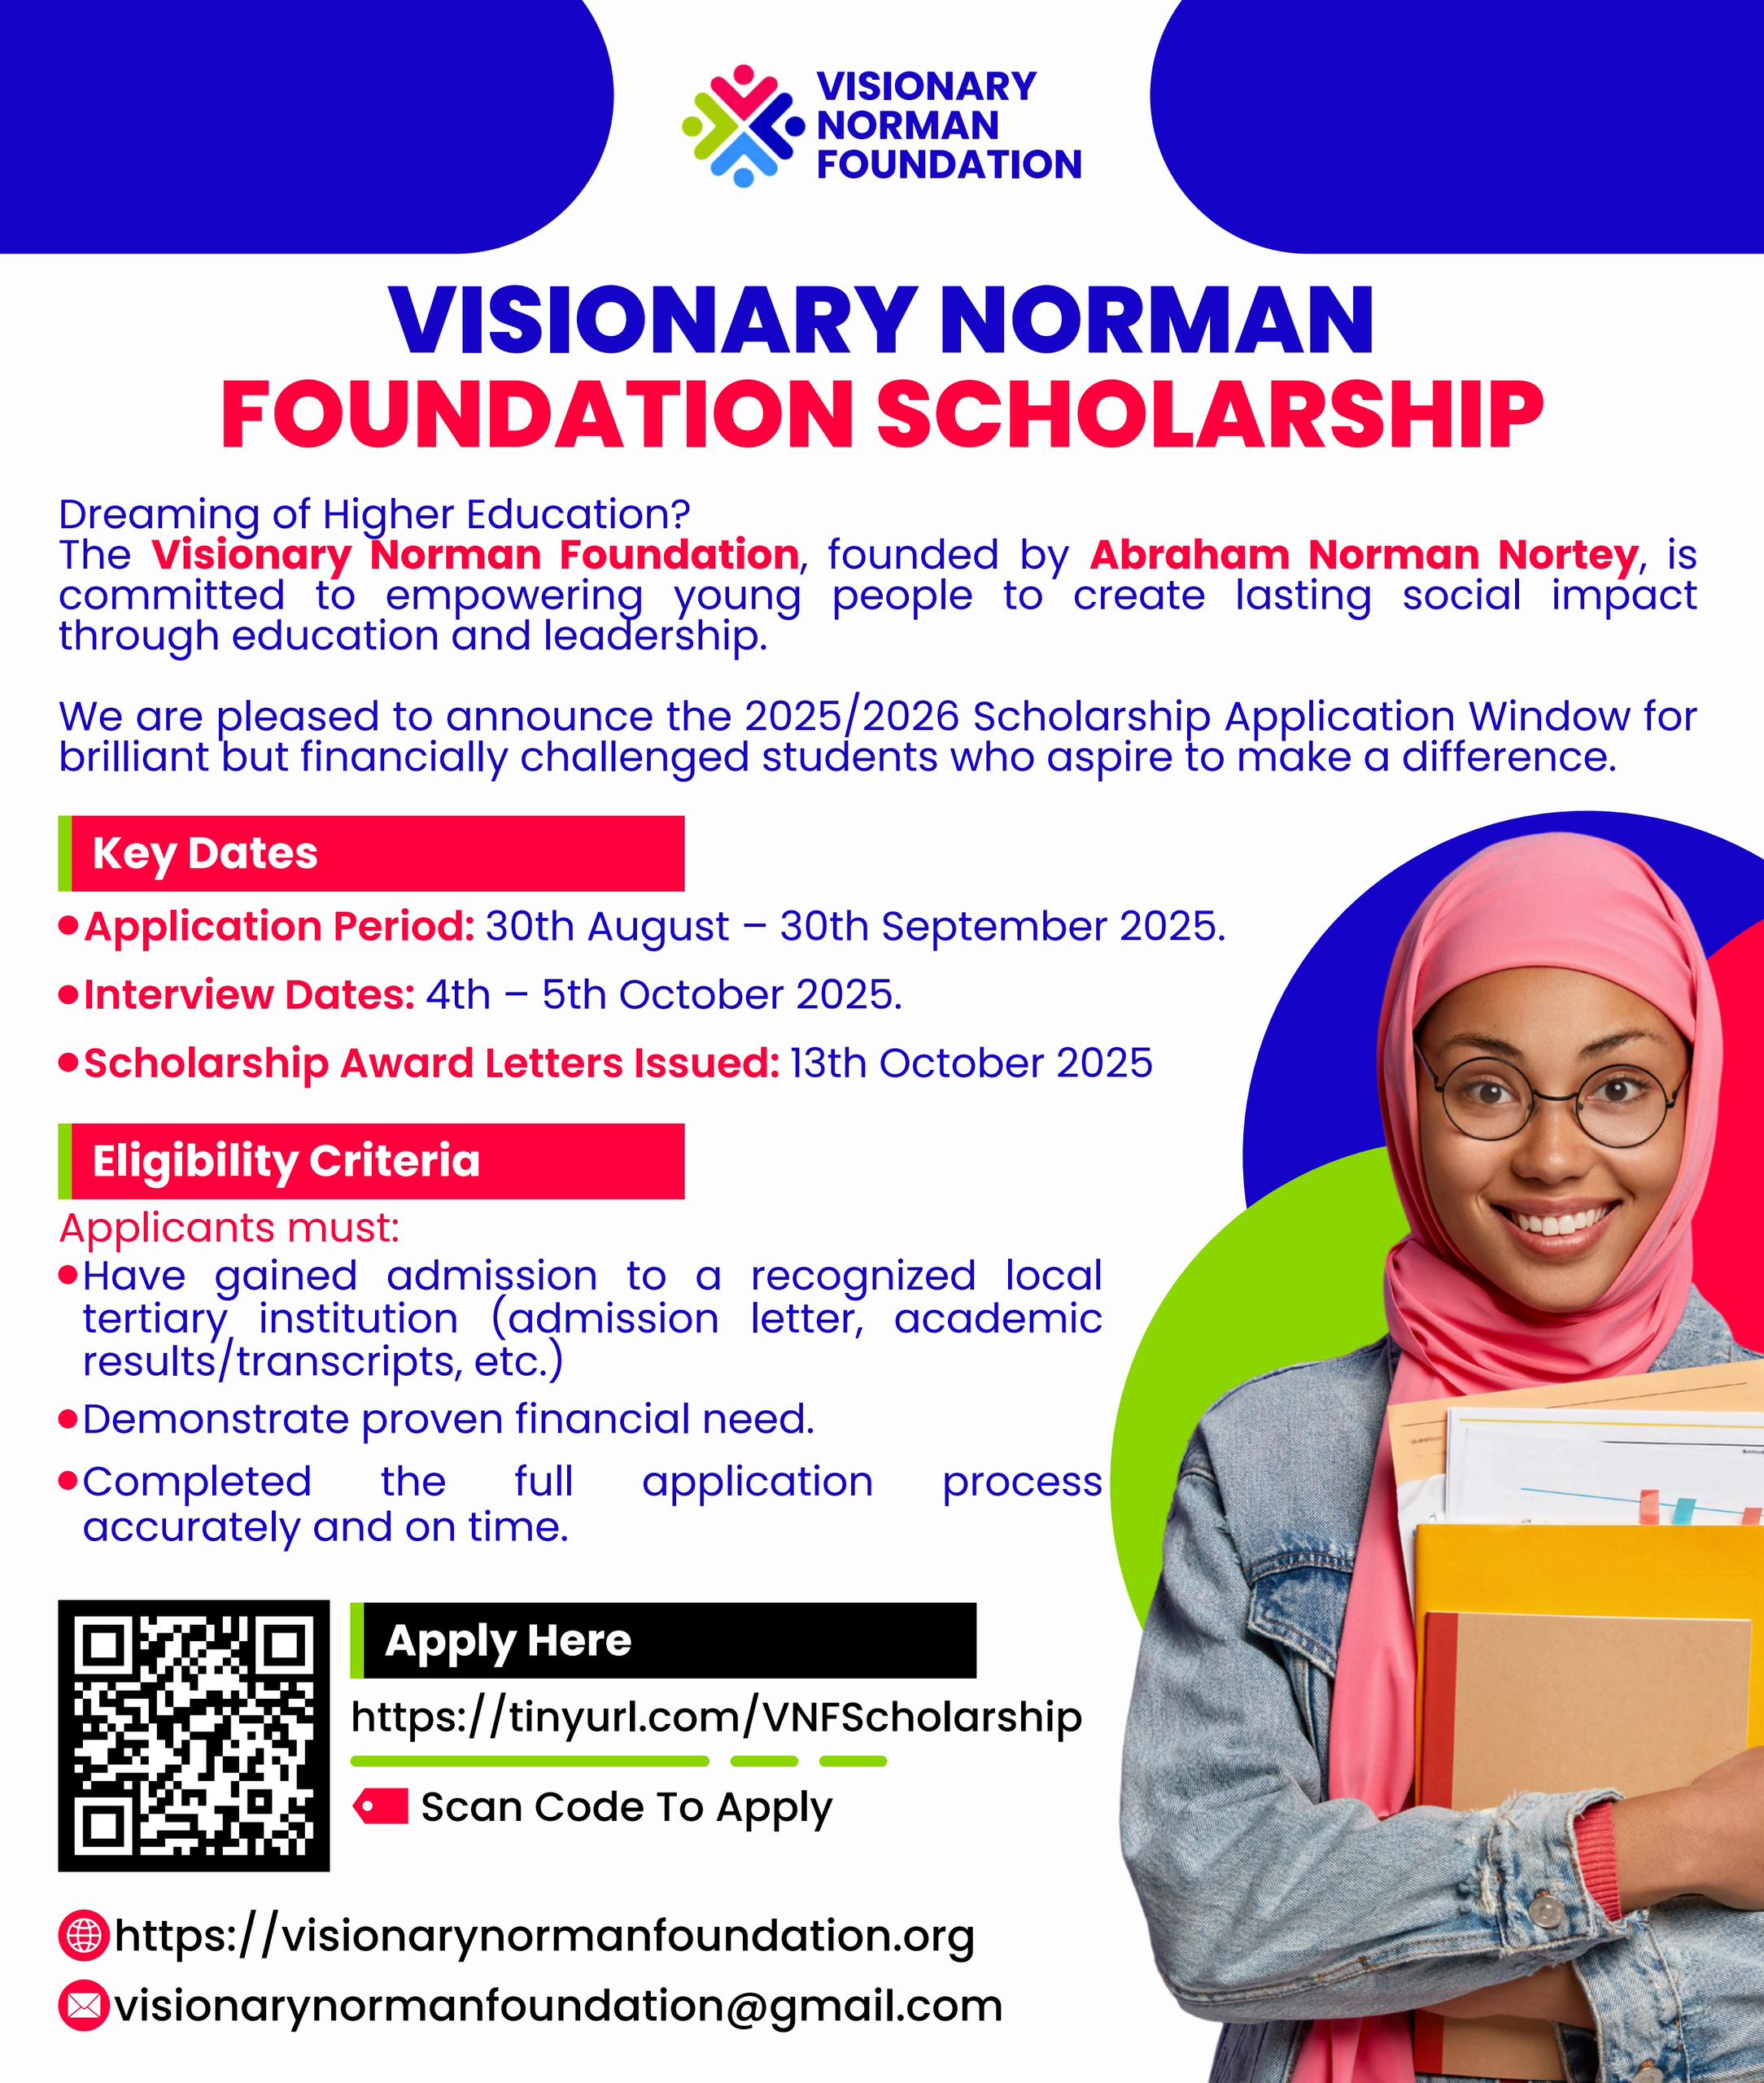 VISIONARY
NORMAN
FOUNDATION
VISIONARY NORMAN
FOUNDATION SCHOLARSHIP
Dreaming of Higher Education?
The Visionary Norman Foundation, founded by Abraham Norman Nortey, is
committed to empowering young people to create lasting social impact
through education and leadership.
We are pleased to announce the 2025/2026 Scholarship Application Window for
brilliant but financially challenged students who aspire to make a difference.
Key Dates
•Application Period: 30th August – 30th September 2025.
•Interview Dates: 4th – 5th October 2025.
•Scholarship Award Letters Issued: 13th October 2025
Eligibility Criteria
Applicants must:
•Have gained admission to a recognized local
tertiary institution (admission letter, academic
results/transcripts, etc.)
•Demonstrate proven financial need.
•Completed the full application process
accurately and on time.
Apply Here
https://tinyurl.com/VNFScholarship
Scan Code To Apply
https://visionarynormanfoundation.org
visionarynormanfoundation@gmail.com